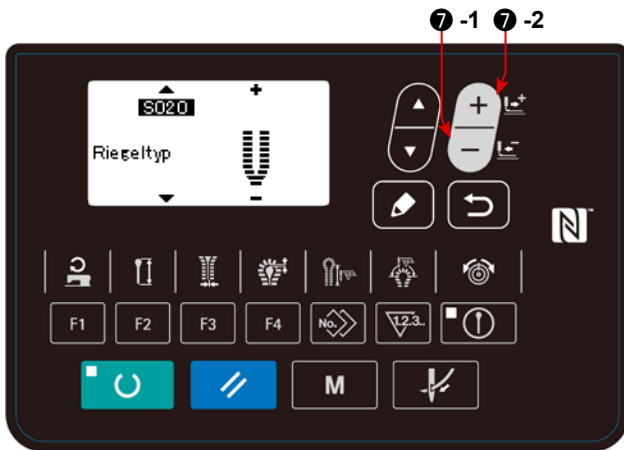 ❼ -1 ❼ -2
S020
+
Riegeltyp
-
+
-
F1 F2 F3 F4 No. 1.2.3..
M